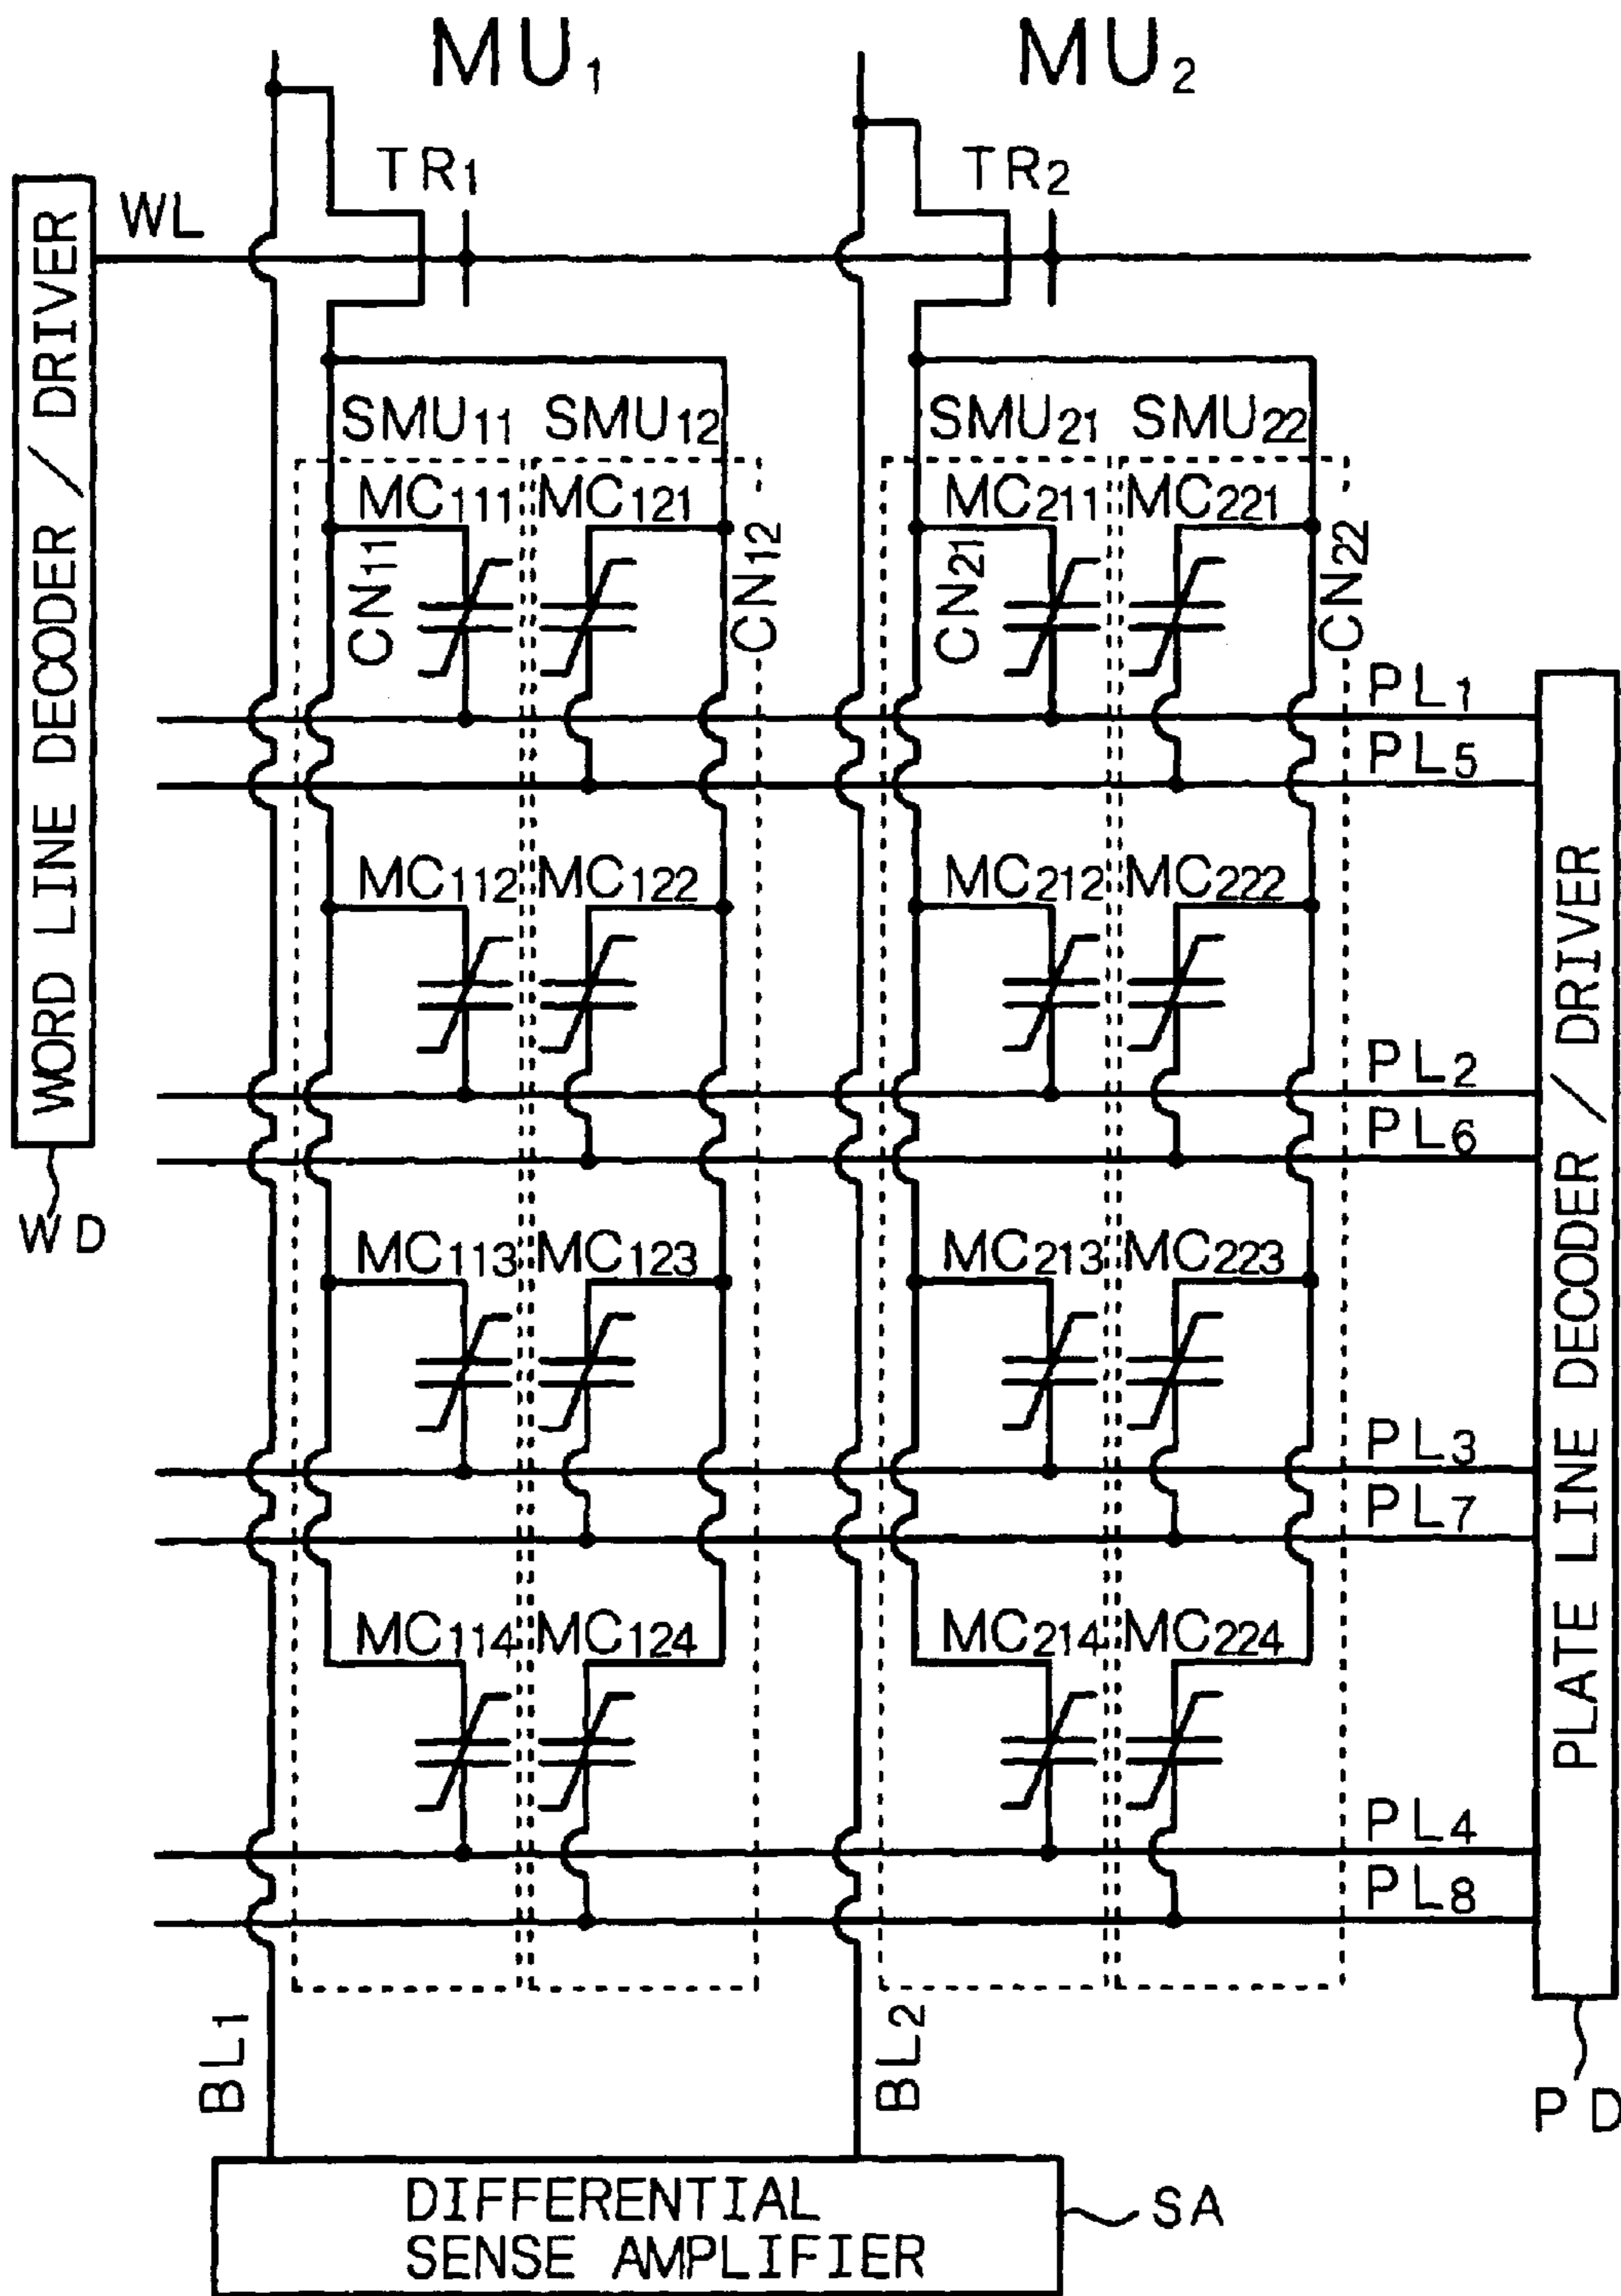 MU1 MU2
TR1 TR2
WL
WORD LINE DECODER / DRIVER
WD
SMU11 SMU12 SMU21 SMU22
MC111 MC121 MC211 MC221
CN11 CN12 CN21 CN22
PL1
PL5
MC112 MC122 MC212 MC222
PL2
PL6
MC113 MC123 MC213 MC223
PL3
PL7
MC114 MC124 MC214 MC224
PL4
PL8
PLATE LINE DECODER / DRIVER
PD
BL1 BL2
DIFFERENTIAL
SENSE AMPLIFIER
SA